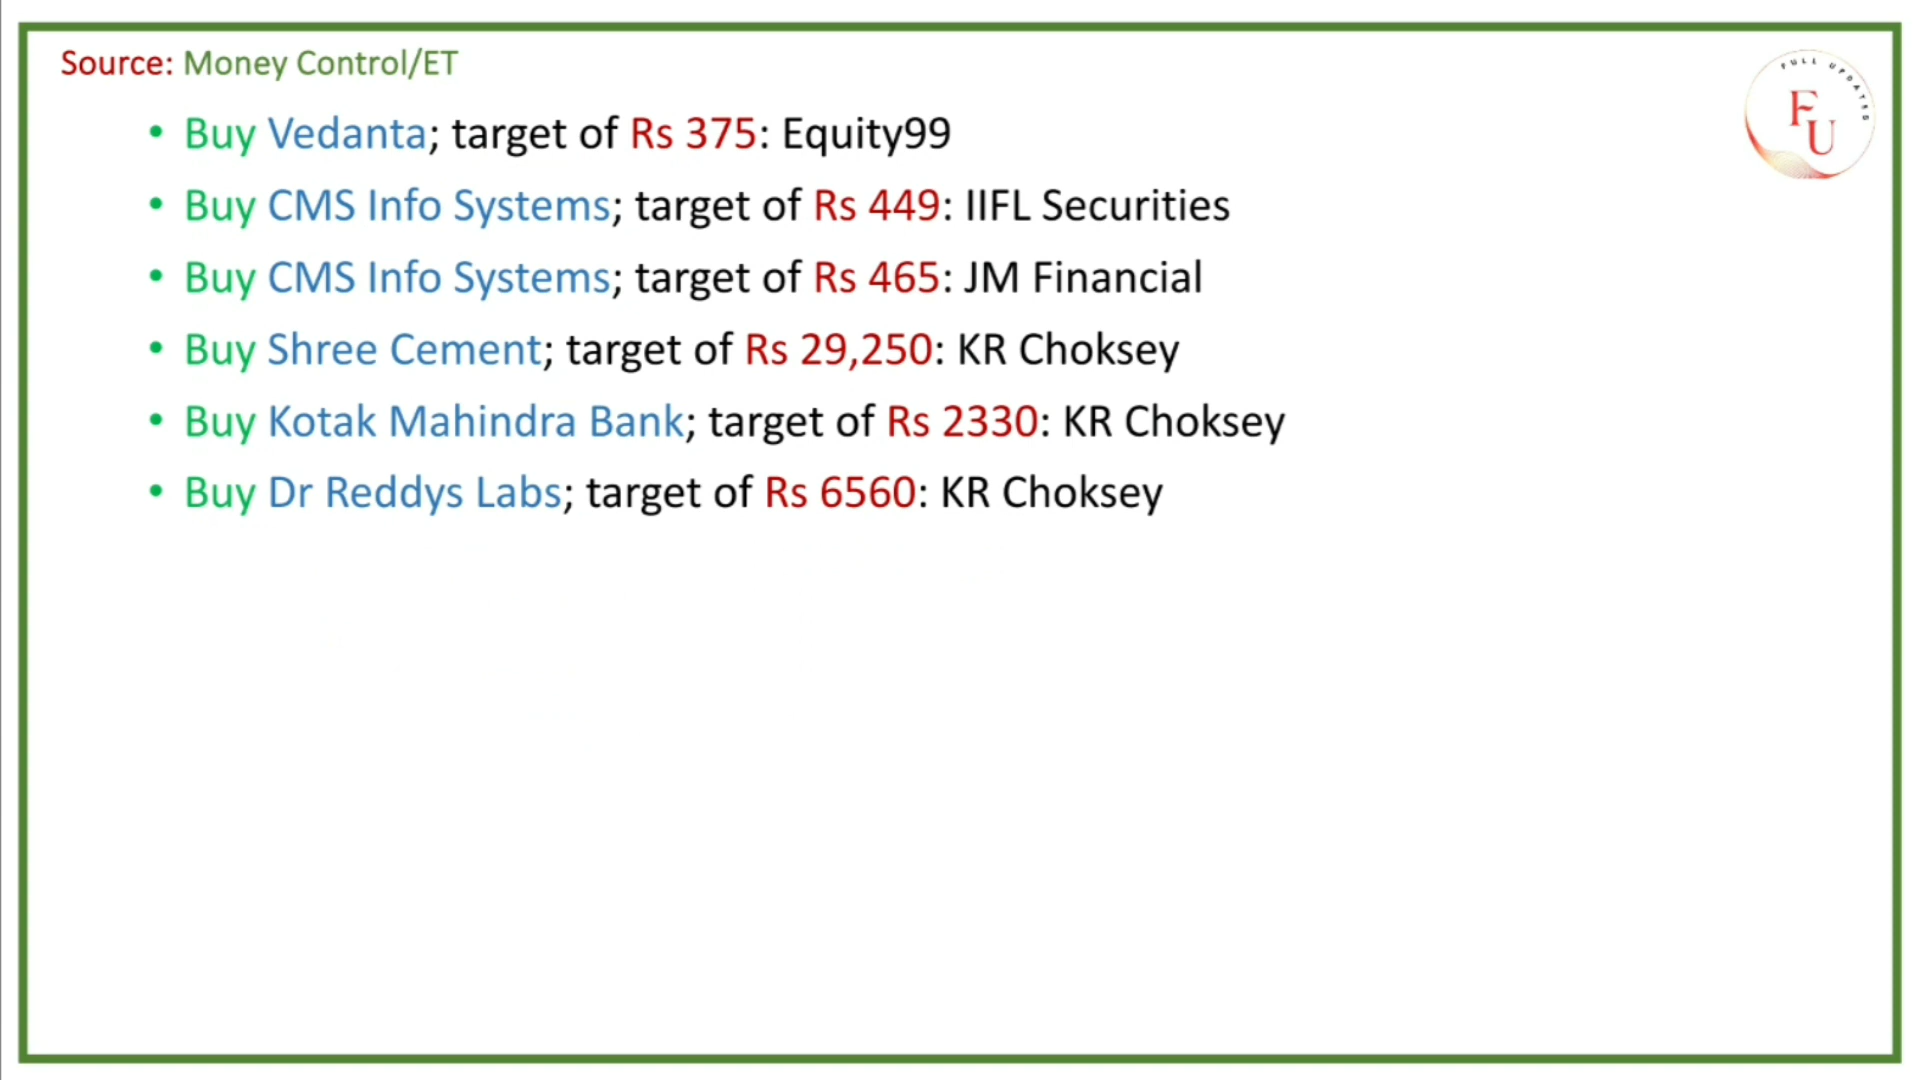 Source: Money Control/ET
FULL UPDATES
FU
• Buy Vedanta; target of Rs 375: Equity99
• Buy CMS Info Systems; target of Rs 449: IIFL Securities
• Buy CMS Info Systems; target of Rs 465: JM Financial
• Buy Shree Cement; target of Rs 29,250: KR Choksey
• Buy Kotak Mahindra Bank; target of Rs 2330: KR Choksey
• Buy Dr Reddys Labs; target of Rs 6560: KR Choksey